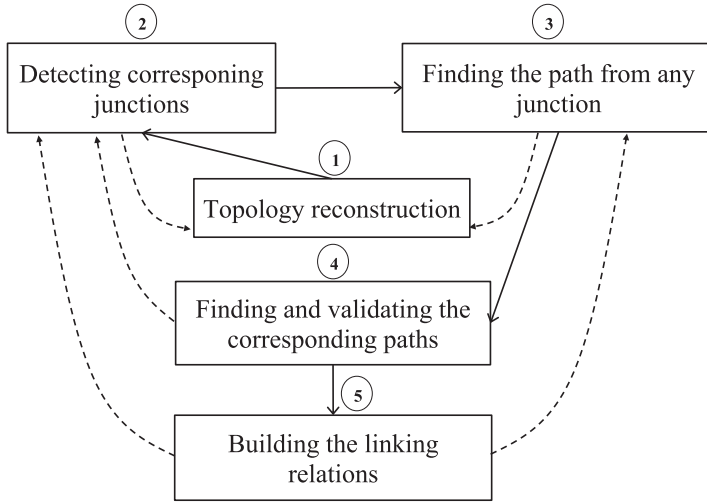 2
3
Detecting corresponing
junctions
Finding the path from any
junction
1
Topology reconstruction
4
Finding and validating the
corresponding paths
5
Building the linking
relations